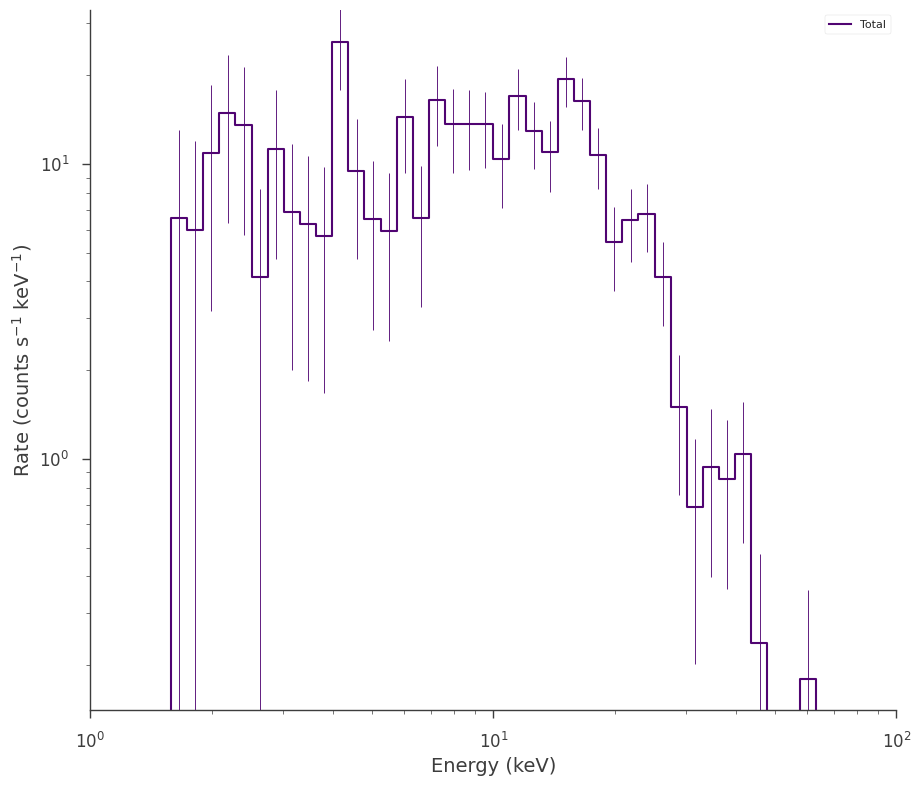 Total
10¹
10⁰
Rate (counts s⁻¹ keV⁻¹)
10⁰
10¹
10²
Energy (keV)